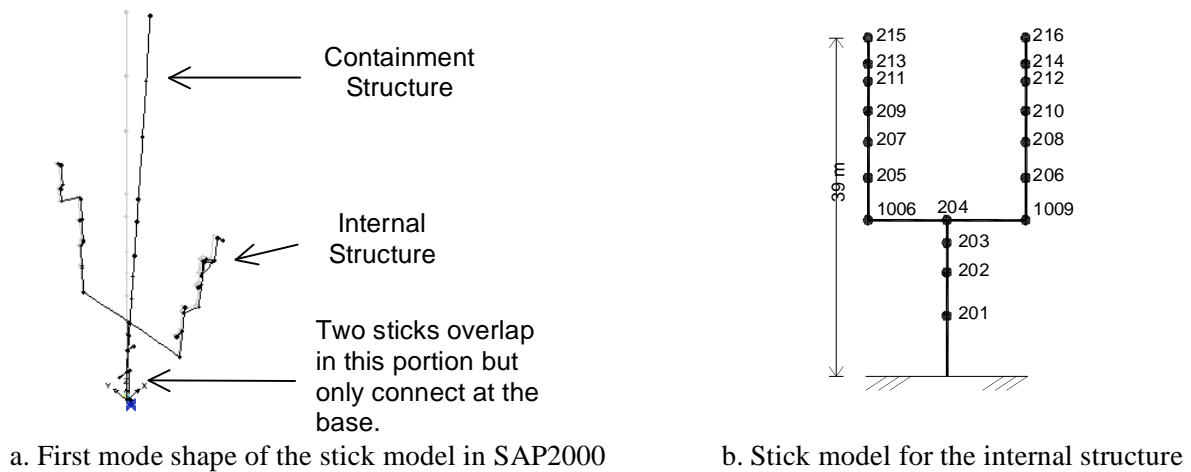 Containment
Structure
Internal
Structure
Two sticks overlap
in this portion but
only connect at the
base.
Y
X
a. First mode shape of the stick model in SAP2000
215
216
213
214
211
212
209
210
207
208
205
206
39 m
1006
204
1009
203
202
201
b. Stick model for the internal structure